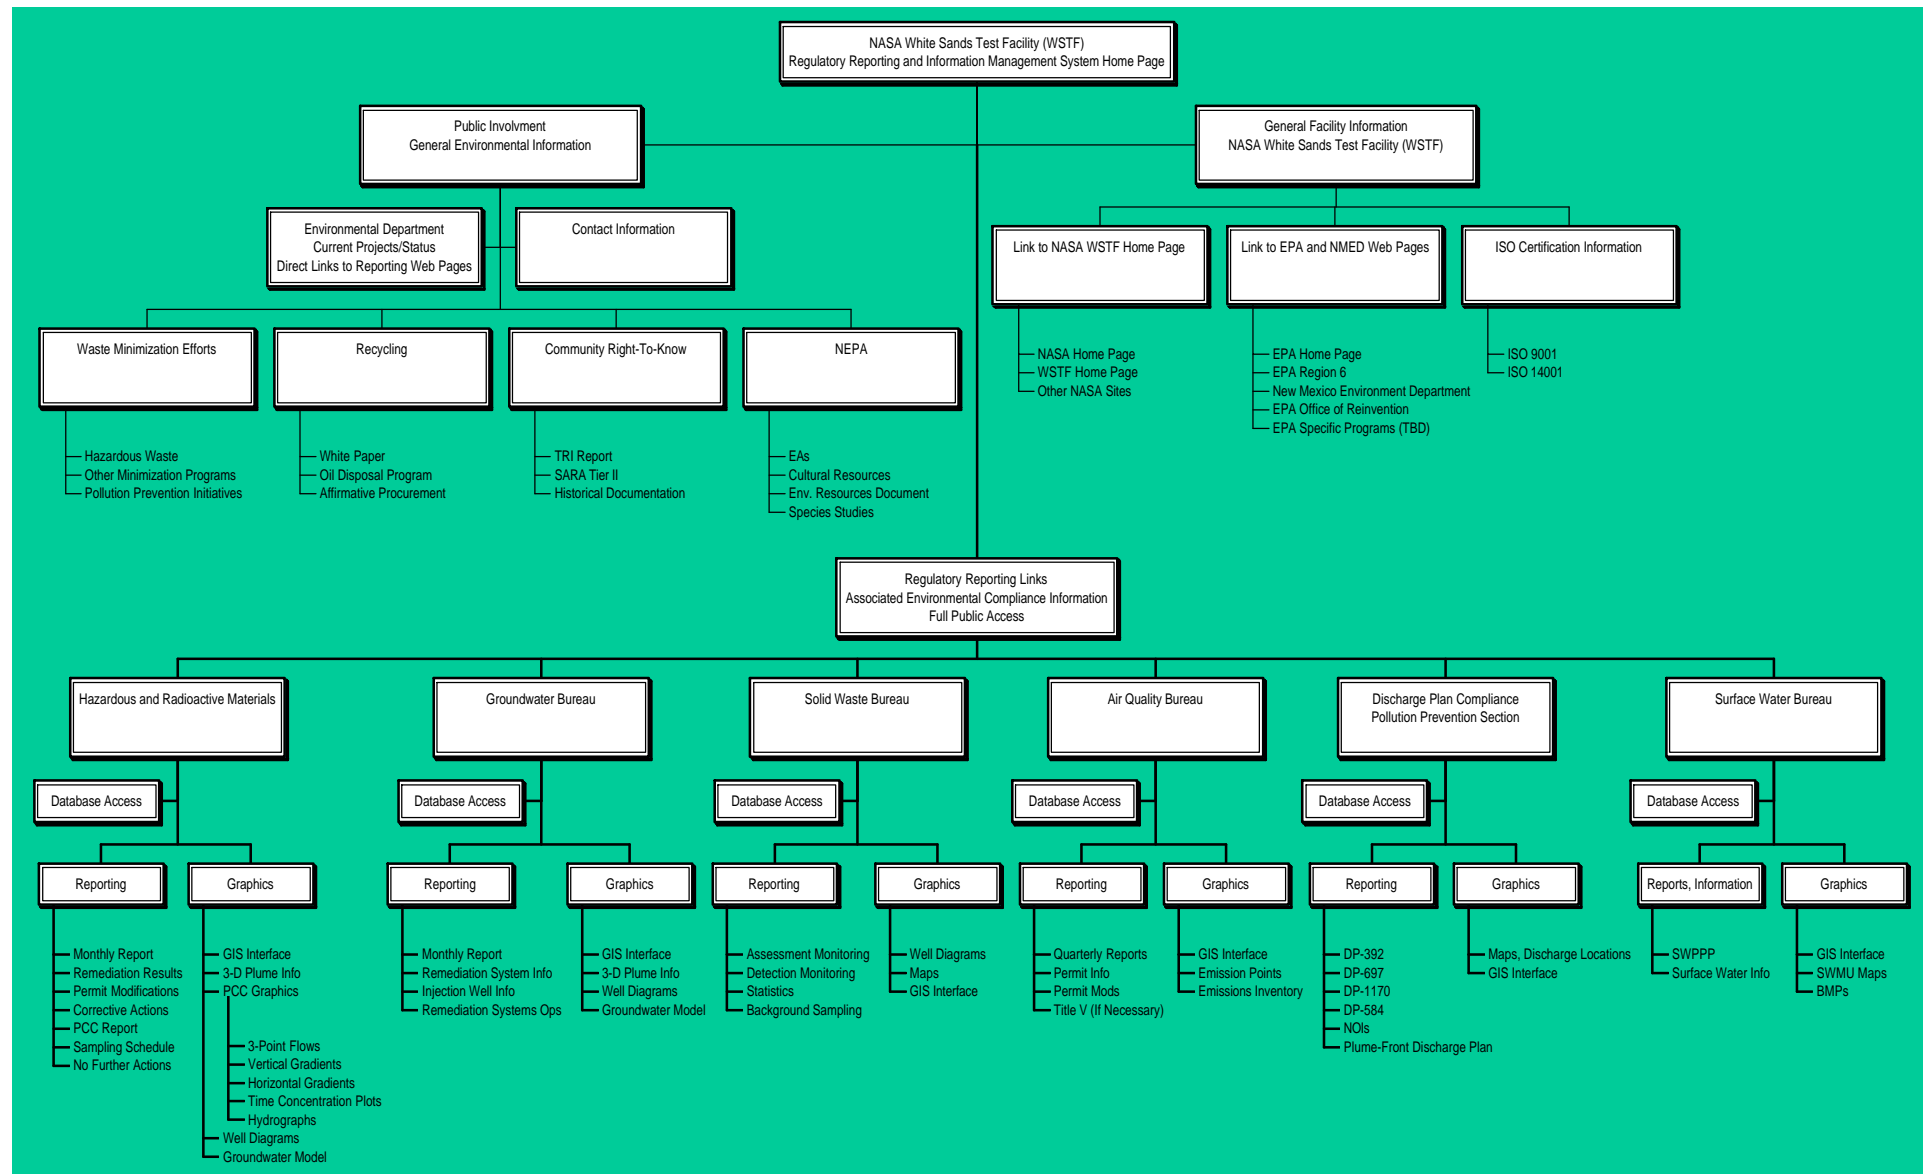 NASA White Sands Test Facility (WSTF)
Regulatory Reporting and Information Management System Home Page
Public Involvment
General Environmental Information
General Facility Information
NASA White Sands Test Facility (WSTF)
Environmental Department
Current Projects/Status
Direct Links to Reporting Web Pages
Contact Information
Link to NASA WSTF Home Page
Link to EPA and NMED Web Pages
ISO Certification Information
NASA Home Page
WSTF Home Page
Other NASA Sites
EPA Home Page
EPA Region 6
New Mexico Environment Department
EPA Office of Reinvention
EPA Specific Programs (TBD)
ISO 9001
ISO 14001
Waste Minimization Efforts
Recycling
Community Right-To-Know
NEPA
Hazardous Waste
Other Minimization Programs
Pollution Prevention Initiatives
White Paper
Oil Disposal Program
Affirmative Procurement
TRI Report
SARA Tier II
Historical Documentation
EAs
Cultural Resources
Env. Resources Document
Species Studies
Regulatory Reporting Links
Associated Environmental Compliance Information
Full Public Access
Hazardous and Radioactive Materials
Groundwater Bureau
Solid Waste Bureau
Air Quality Bureau
Discharge Plan Compliance
Pollution Prevention Section
Surface Water Bureau
Database Access
Database Access
Database Access
Database Access
Database Access
Database Access
Reporting
Graphics
Reporting
Graphics
Reporting
Graphics
Reporting
Graphics
Reporting
Graphics
Reports, Information
Graphics
Monthly Report
Remediation Results
Permit Modifications
Corrective Actions
PCC Report
Sampling Schedule
No Further Actions
GIS Interface
3-D Plume Info
PCC Graphics
3-Point Flows
Vertical Gradients
Horizontal Gradients
Time Concentration Plots
Hydrographs
Well Diagrams
Groundwater Model
Monthly Report
Remediation System Info
Injection Well Info
Remediation Systems Ops
GIS Interface
3-D Plume Info
Well Diagrams
Groundwater Model
Assessment Monitoring
Detection Monitoring
Statistics
Background Sampling
Well Diagrams
Maps
GIS Interface
Quarterly Reports
Permit Info
Permit Mods
Title V (If Necessary)
GIS Interface
Emission Points
Emissions Inventory
DP-392
DP-697
DP-1170
DP-584
NOIs
Plume-Front Discharge Plan
Maps, Discharge Locations
GIS Interface
SWPPP
Surface Water Info
GIS Interface
SWMU Maps
BMPs